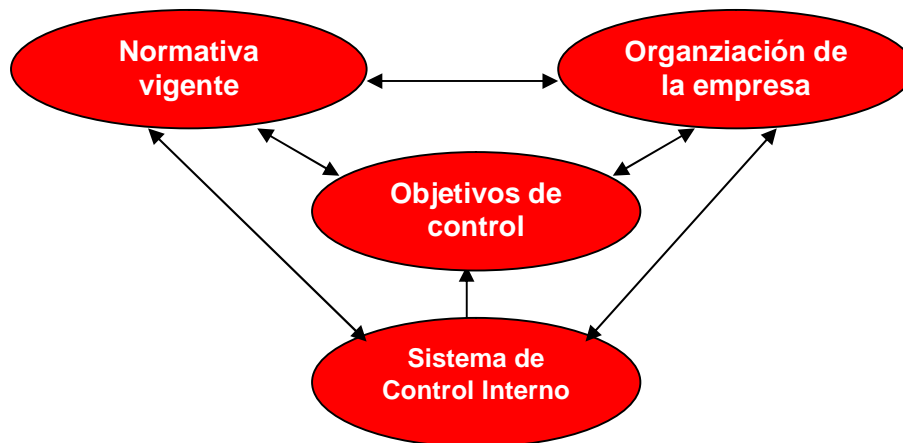 Normativa
vigente
Organziación de
la empresa
Objetivos de
control
Sistema de
Control Interno